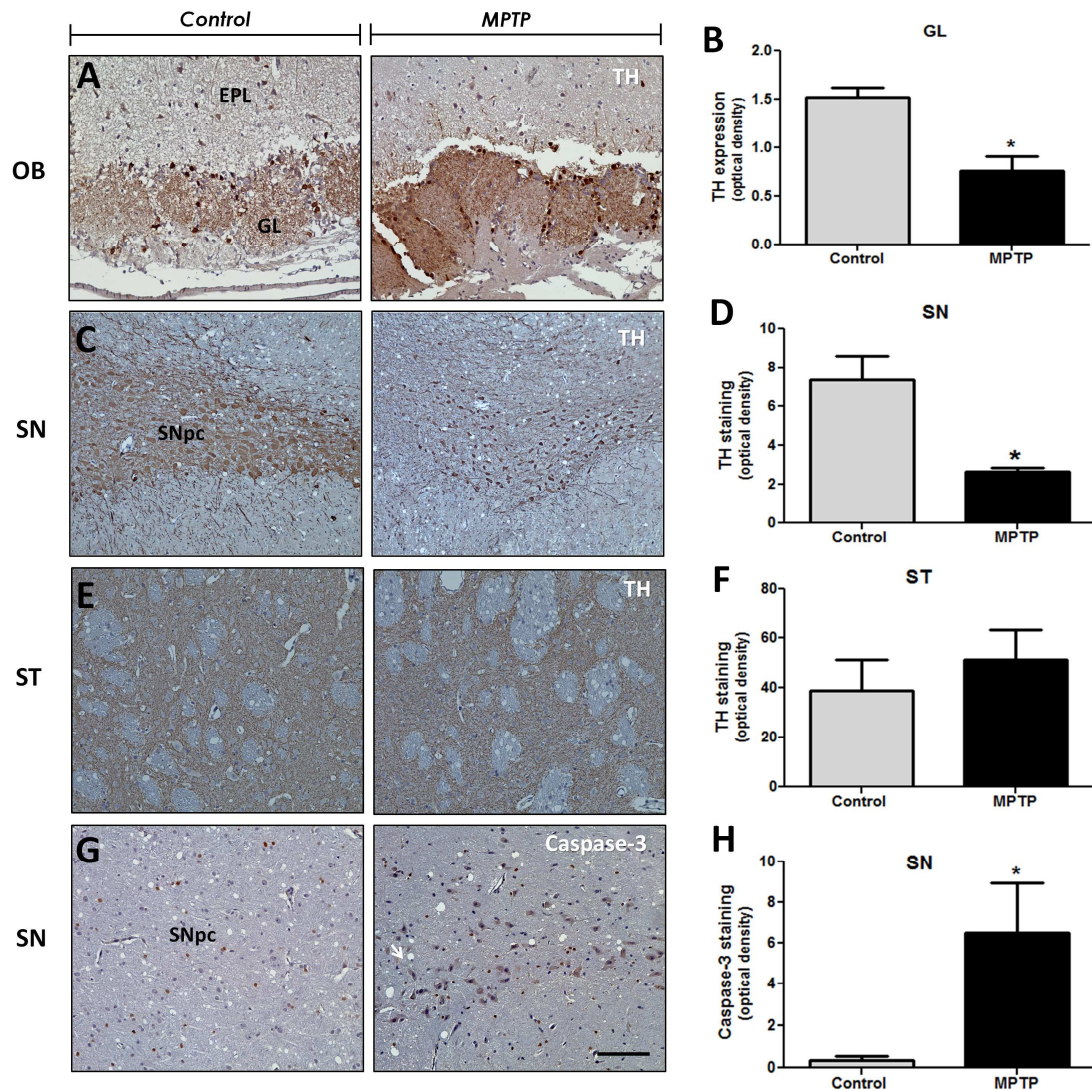 Control
MPTP
OB
A
EPL
GL
TH
B
GL
TH expression
(optical density)
2.0
1.5
1.0
0.5
0.0
*
Control
MPTP
SN
C
SNpc
TH
D
SN
TH staining
(optical density)
10
8
6
4
2
0
*
Control
MPTP
ST
E
TH
F
ST
TH staining
(optical density)
80
60
40
20
0
Control
MPTP
SN
G
SNpc
Caspase-3
H
SN
Caspase-3 staining
(optical density)
10
8
6
4
2
0
*
Control
MPTP